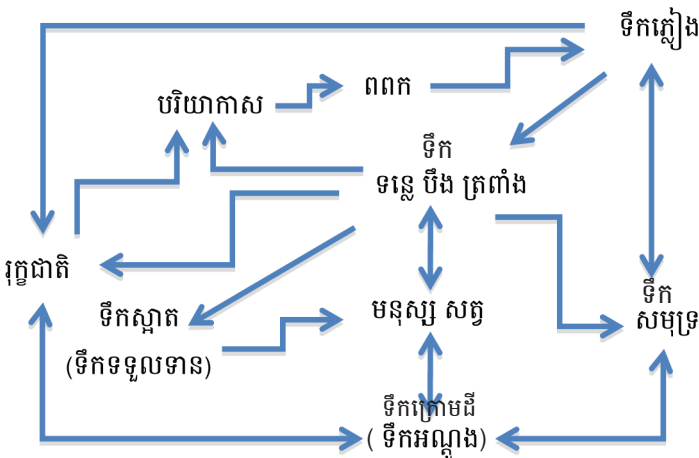 ទឹកភ្លៀង
ពពក
បរិយាកាស
ទឹក
ទន្លេ បឹង ត្រពាំង
រុក្ខជាតិ
ទឹក
សមុទ្រ
ទឹកស្អាត
មនុស្ស សត្វ
(ទឹកទទួលទាន)
ទឹកក្រោមដី
( ទឹកអណ្តូង)